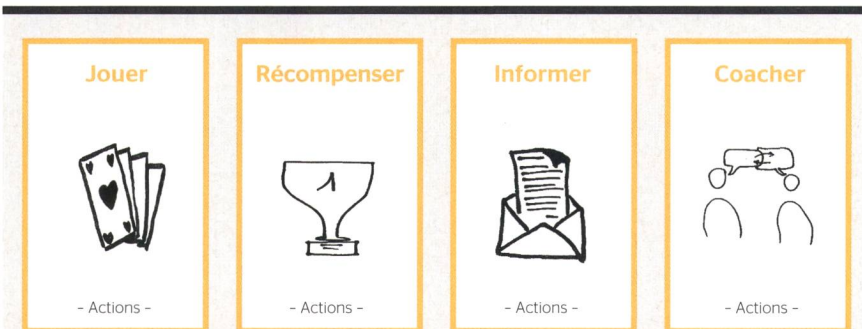 Jouer
Récompenser
Informer
Coacher
1
- Actions -
- Actions -
- Actions -
- Actions -